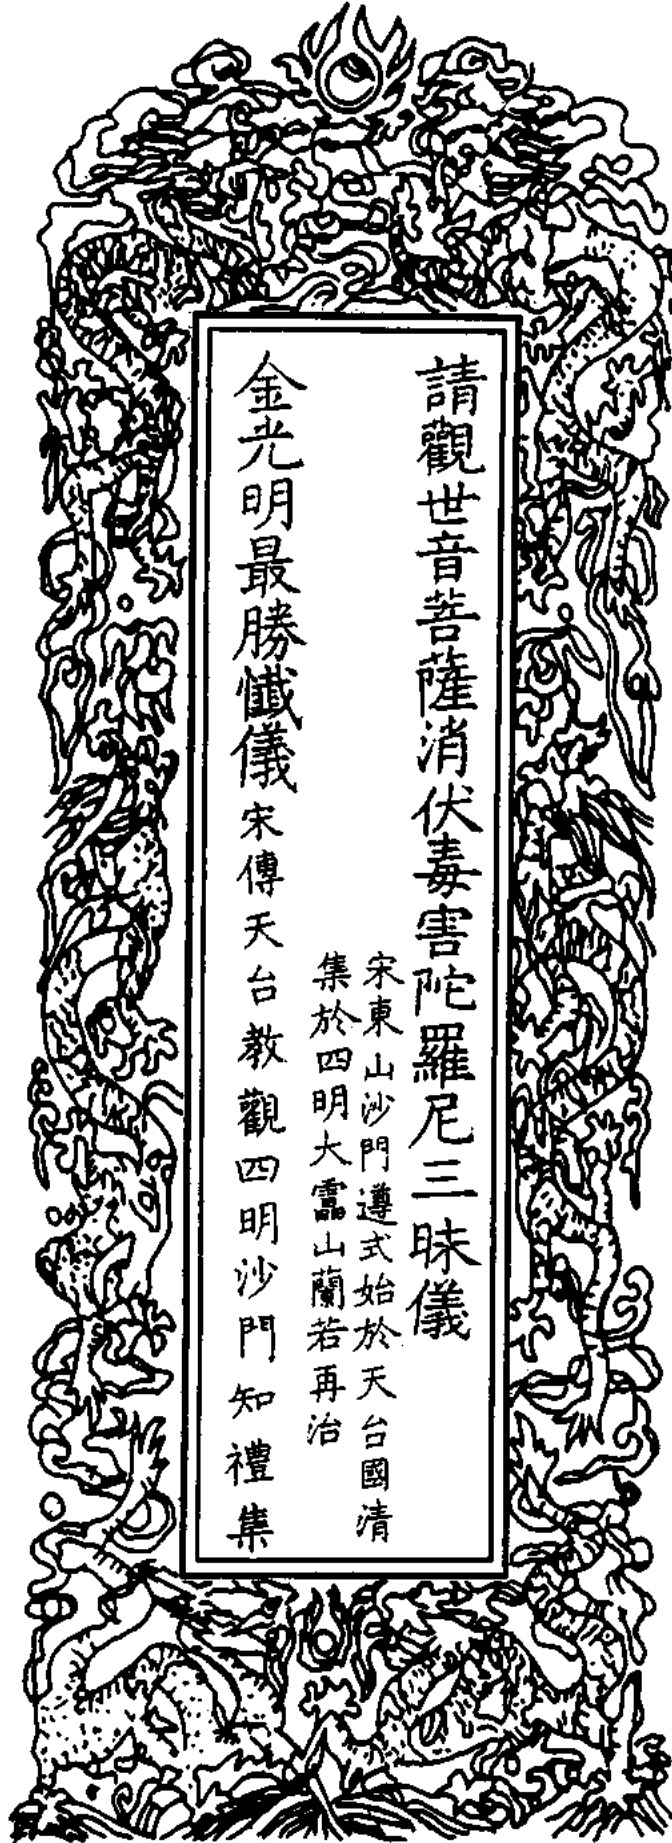 請觀世音菩薩消伏毒害陀羅尼三昧儀
宋東山沙門遵式始於天台國清
集於四明大靈山蘭若再治
金光明最勝懺儀宋傳天台教觀四明沙門知禮集